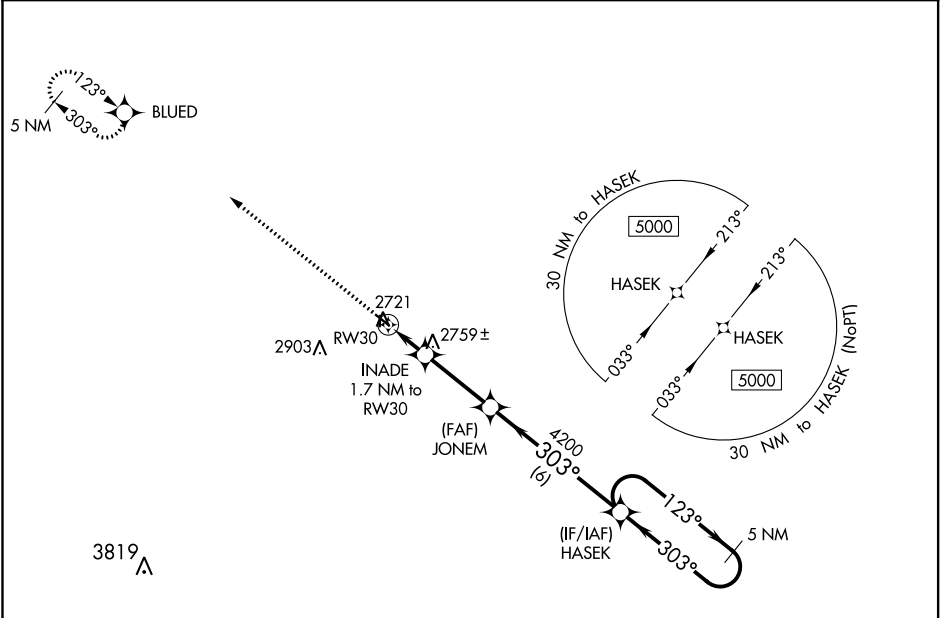 123°
303°
5 NM
BLUED
30 NM to HASEK
5000
213°
HASEK
033°
213°
HASEK
033°
5000
30 NM to HASEK (NoPT)
2721
RW30
2903
2759 ±
INADE
1.7 NM to
RW30
(FAF)
JONEM
4200
303°
(6)
(IF/IAF)
HASEK
123°
303°
5 NM
3819